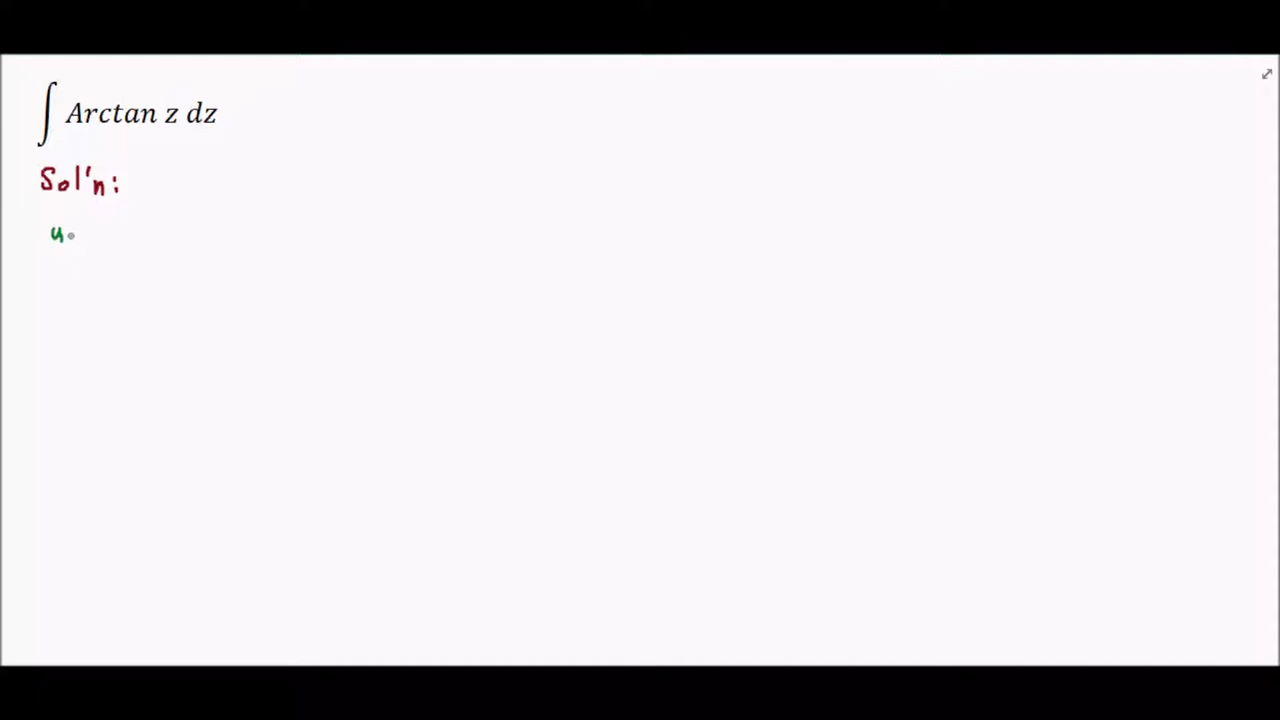 ∫ Arctan z dz
Sol'n:
u